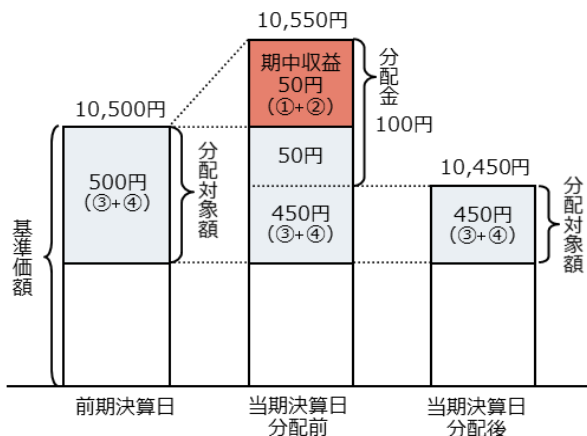 10,550円
期中収益
50円
(①+②)
分配金
100円
10,500円
500円
(③+④)
分配対象額
50円
450円
(③+④)
10,450円
450円
(③+④)
分配対象額
基準価額
前期決算日
当期決算日
分配前
当期決算日
分配後